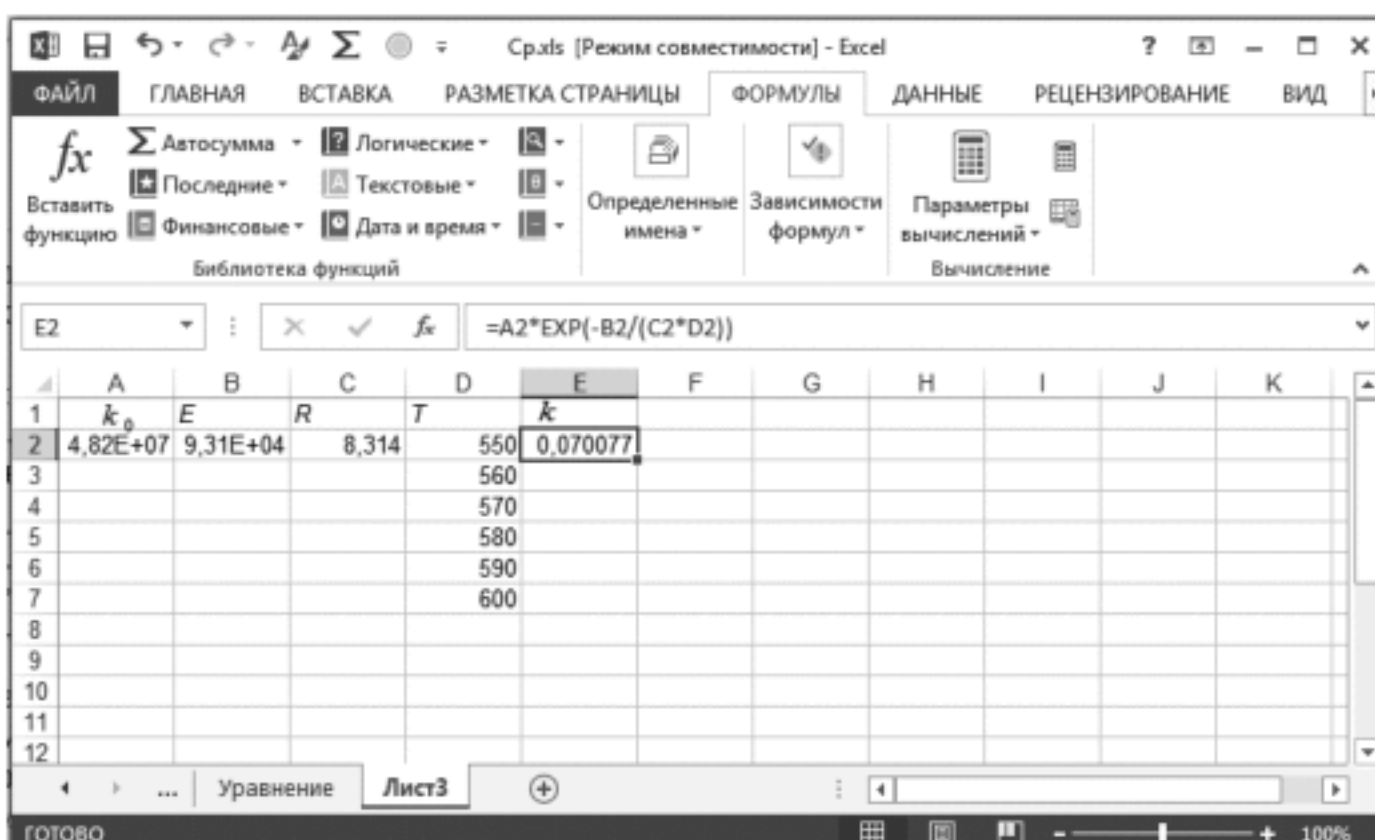 Cp.xls [Режим совместимости] - Excel ?
ФАЙЛ ГЛАВНАЯ ВСТАВКА РАЗМЕТКА СТРАНИЦЫ ФОРМУЛЫ ДАННЫЕ РЕЦЕНЗИРОВАНИЕ ВИД
fx Σ Автосумма Логические
Последние Текстовые
Вставить функцию Финансовые Дата и время
Определенные имена
Зависимости формул
Параметры вычислений
Библиотека функций Вычисление
E2 fx =A2*EXP(-B2/(C2*D2))
A B C D E F G H I J K
1 k0 E R T k
2 4,82E+07 9,31E+04 8,314 550 0,070077
3 560
4 570
5 580
6 590
7 600
8
9
10
11
12
... Уравнение Лист3
ГОТОВО 100%